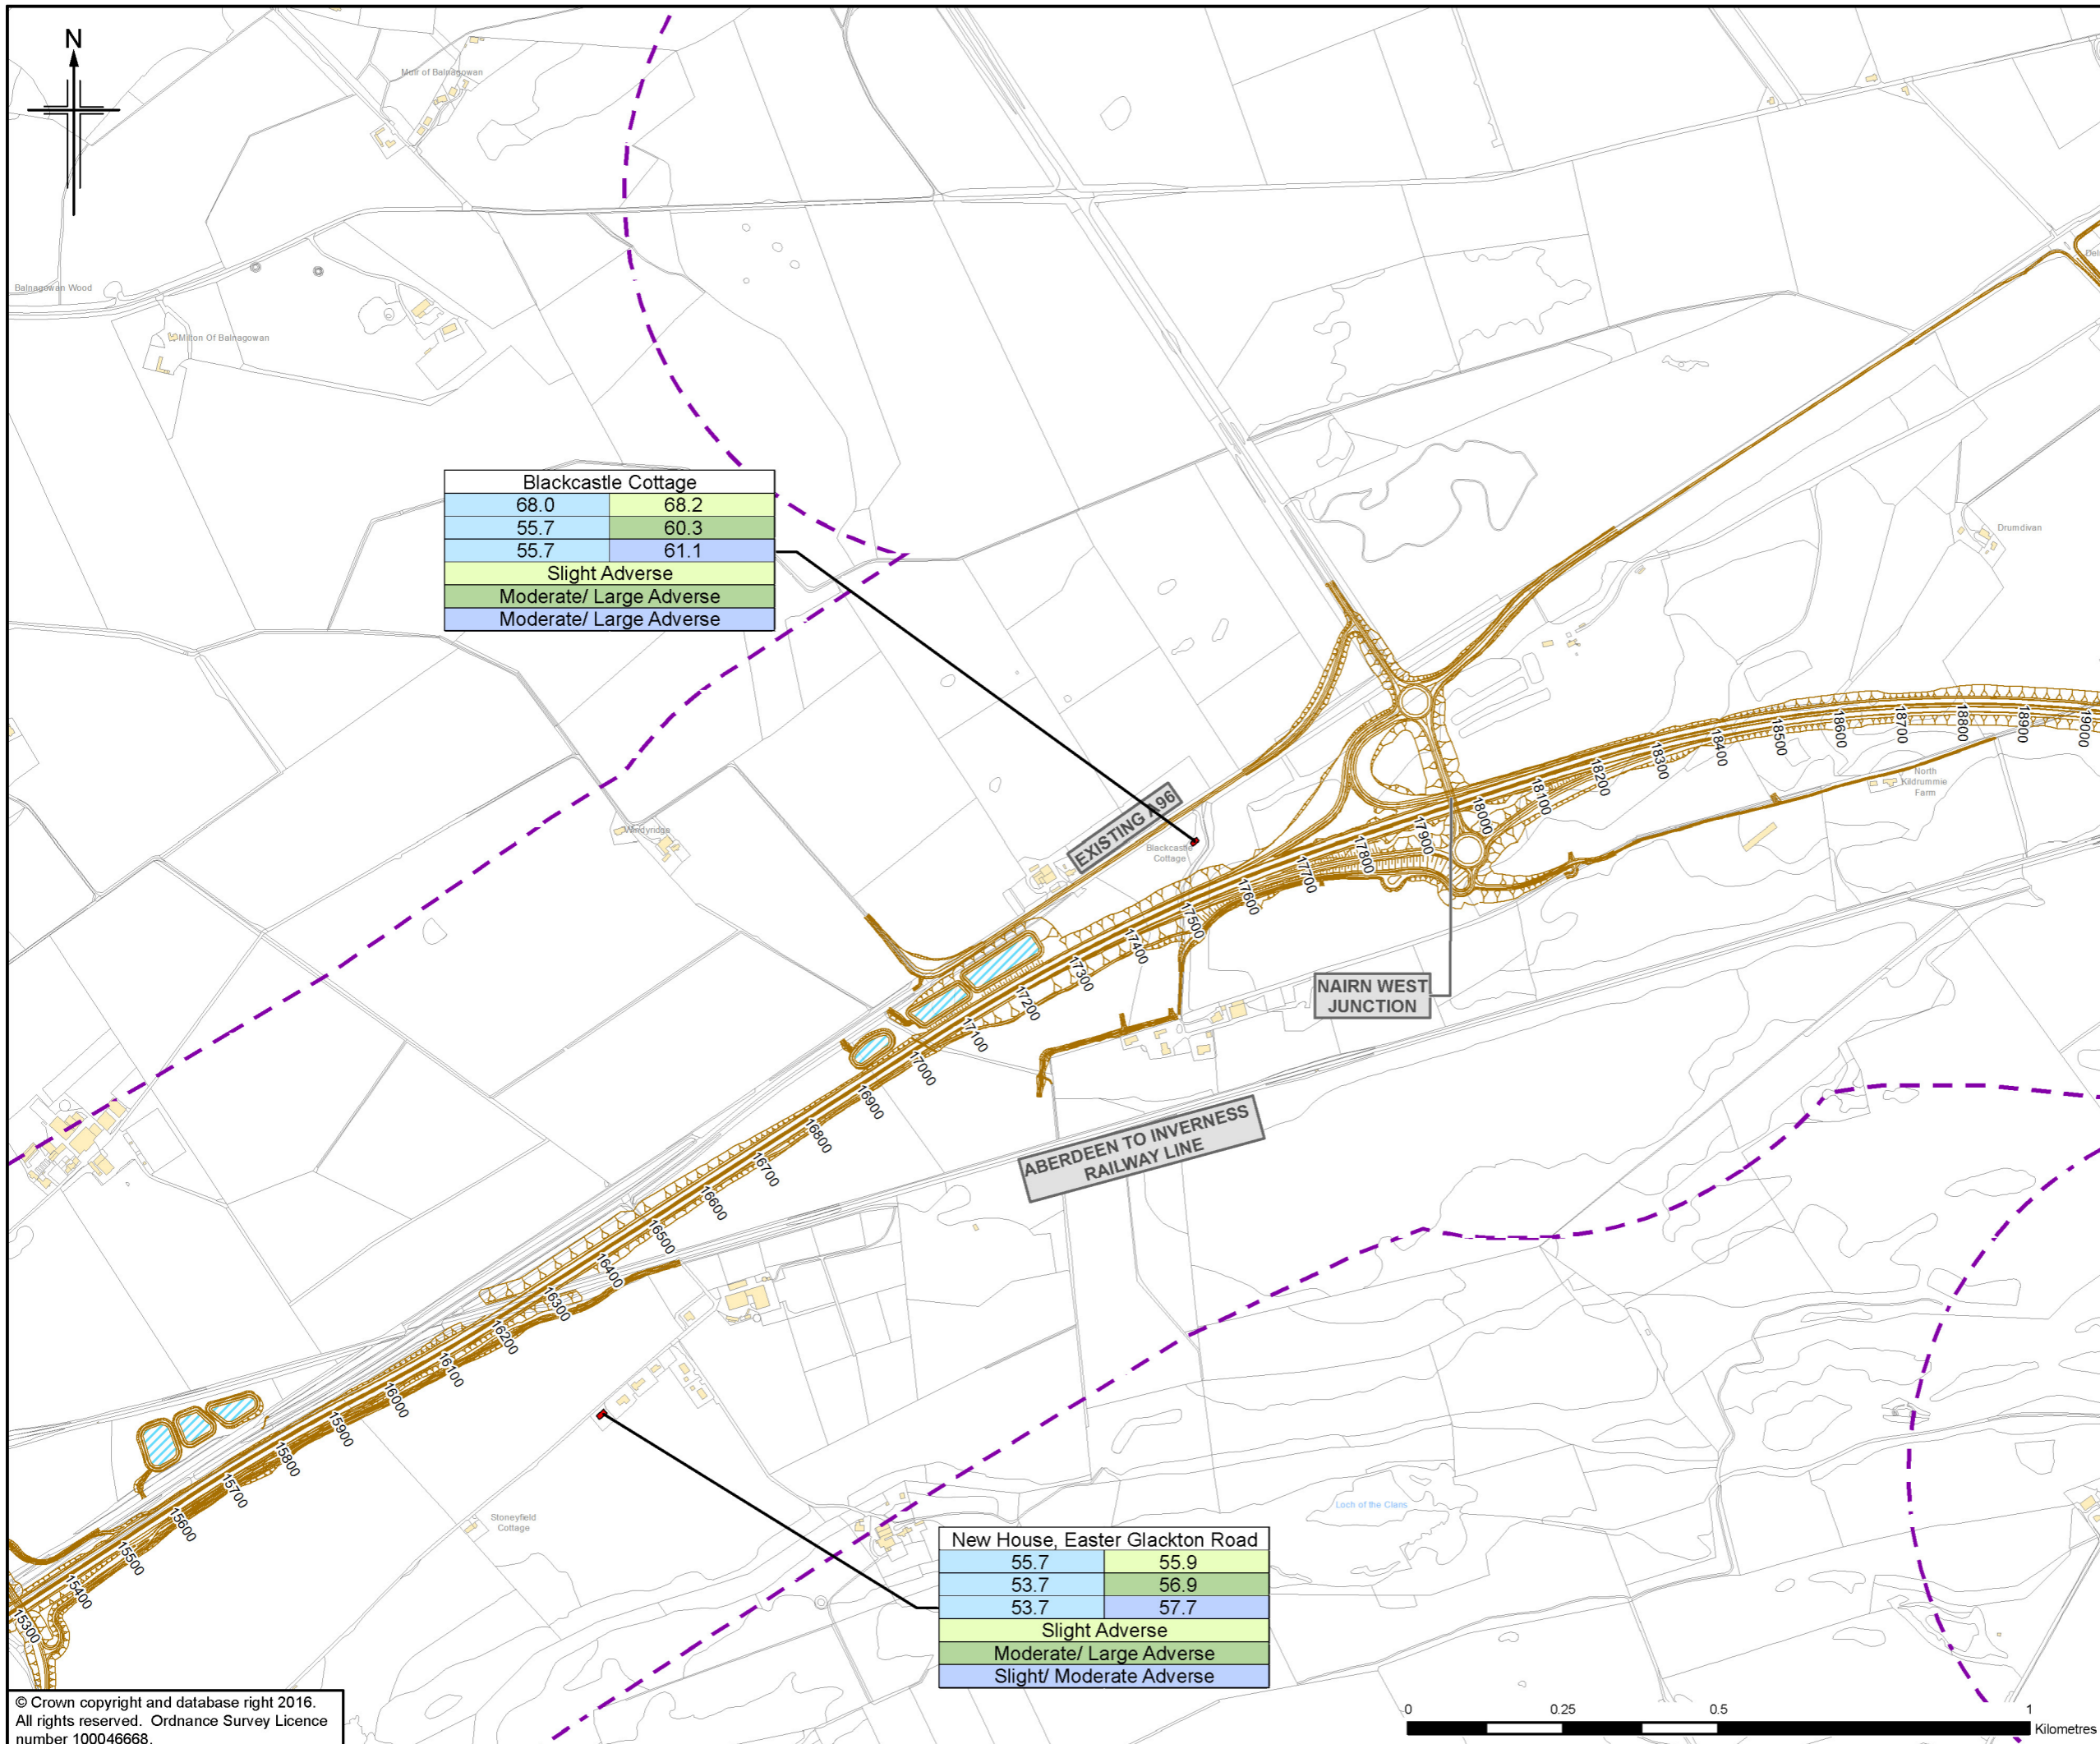 N
Muir of Balnagowan
Balnagowan Wood
Milton Of Balnagowan
Blackcastle Cottage
68.0 68.2
55.7 60.3
55.7 61.1
Slight Adverse
Moderate/ Large Adverse
Moderate/ Large Adverse
Drumdivan
Windyridge
EXISTING A96
Blackcastle
Cottage
North
Kildrummie
Farm
NAIRN WEST
JUNCTION
ABERDEEN TO INVERNESS
RAILWAY LINE
15300
15400
15500
15600
15700
15800
15900
16000
16100
16200
16300
16400
16500
16600
16700
16800
16900
17000
17100
17200
17300
17400
17500
17600
17700
17800
17900
18000
18100
18200
18300
18400
18500
18600
18700
18800
18900
19000
Stoneyfield
Cottage
Loch of the Clans
New House, Easter Glackton Road
55.7 55.9
53.7 56.9
53.7 57.7
Slight Adverse
Moderate/ Large Adverse
Slight/ Moderate Adverse
© Crown copyright and database right 2016.
All rights reserved. Ordnance Survey Licence
number 100046668.
0 0.25 0.5 1
Kilometres